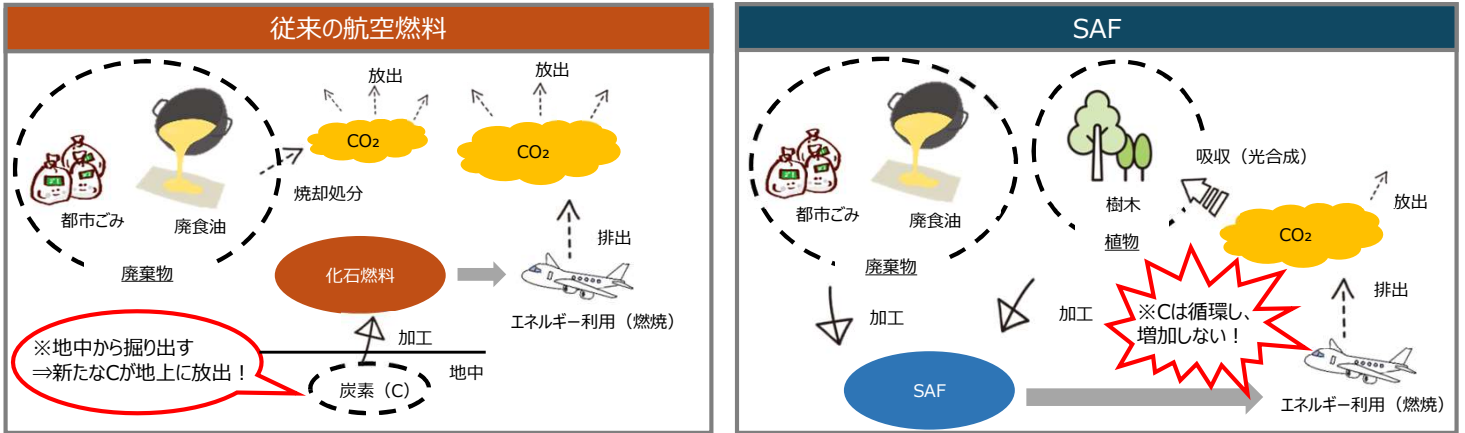 従来の航空燃料
放出
放出
CO₂
CO₂
焼却処分
都市ごみ
廃食油
廃棄物
排出
化石燃料
エネルギー利用（燃焼）
加工
※地中から掘り出す
⇒新たなCが地上に放出！
地中
炭素（C）
SAF
吸収（光合成）
都市ごみ
廃食油
樹木
放出
植物
CO₂
廃棄物
排出
加工
加工
※Cは循環し、
増加しない！
SAF
エネルギー利用（燃焼）